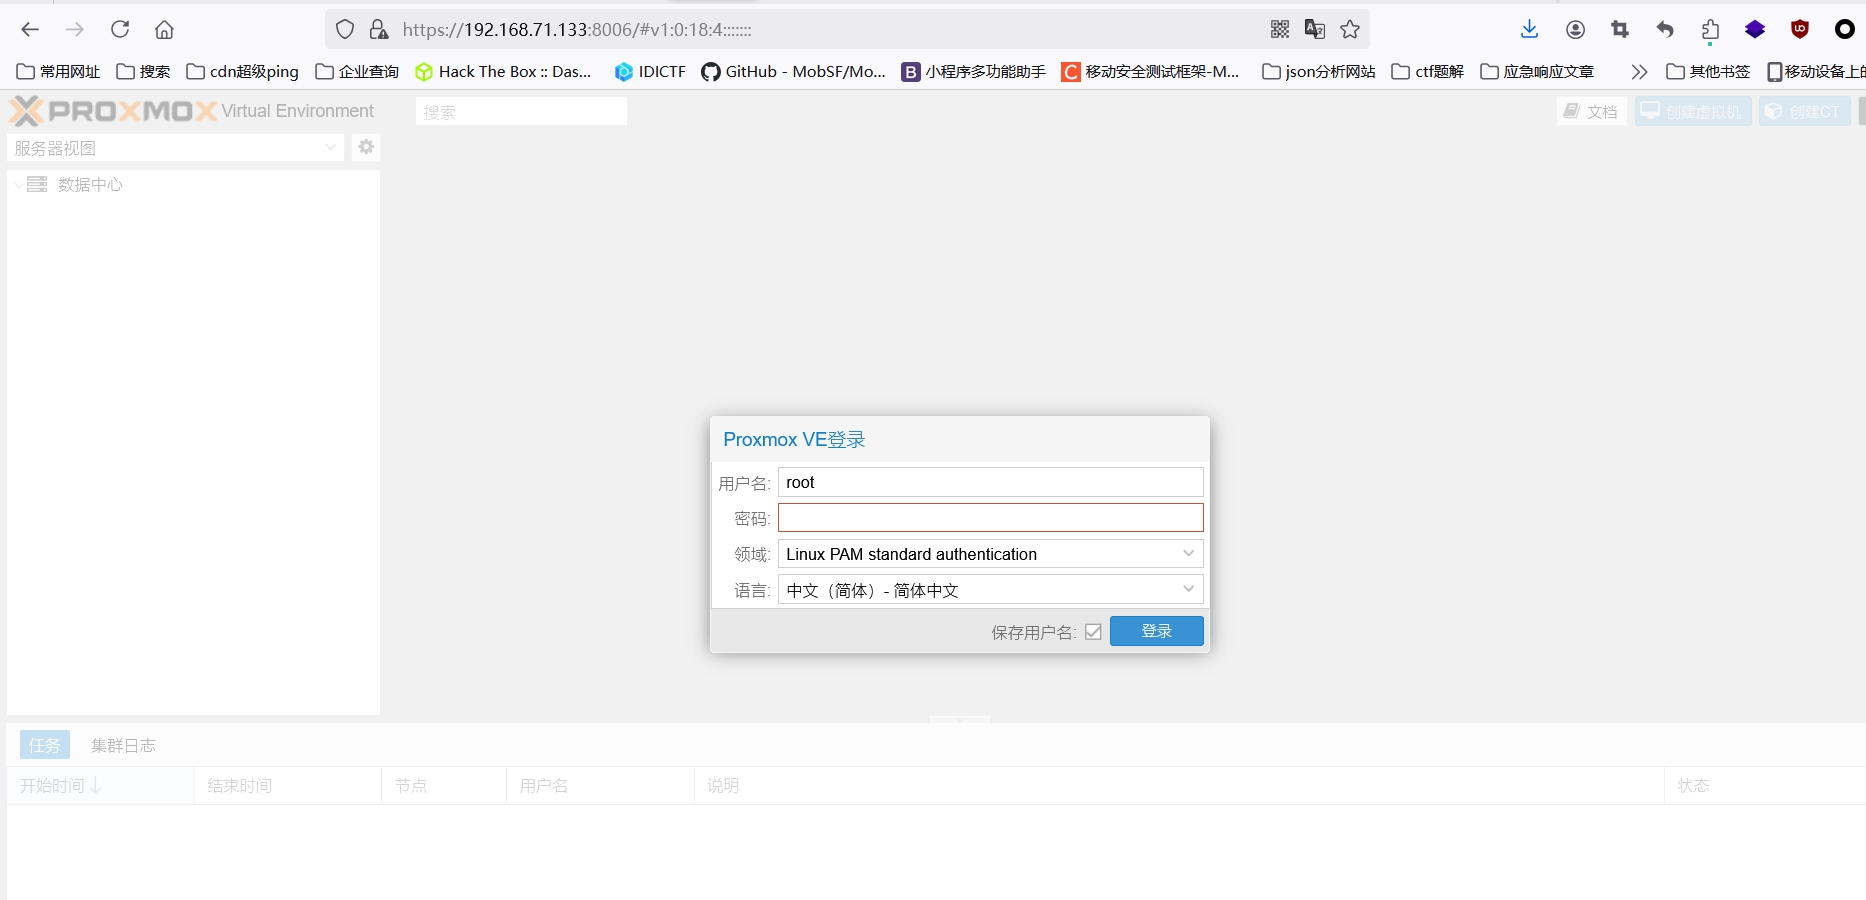 https://192.168.71.133:8006/#v1:0:18:4:::::::
常用网址 搜索 cdn超级ping 企业查询 Hack The Box :: Das... IDICTF GitHub - MobSF/Mo... 小程序多功能助手 移动安全测试框架-M... json分析网站 ctf题解 应急响应文章 其他书签 移动设备上的
PROXMOX Virtual Environment 搜索 文档 创建虚拟机 创建CT
服务器视图
数据中心
Proxmox VE登录
用户名: root
密码:
领域: Linux PAM standard authentication
语言: 中文（简体）- 简体中文
保存用户名: 登录
任务 集群日志
开始时间 结束时间 节点 用户名 说明 状态